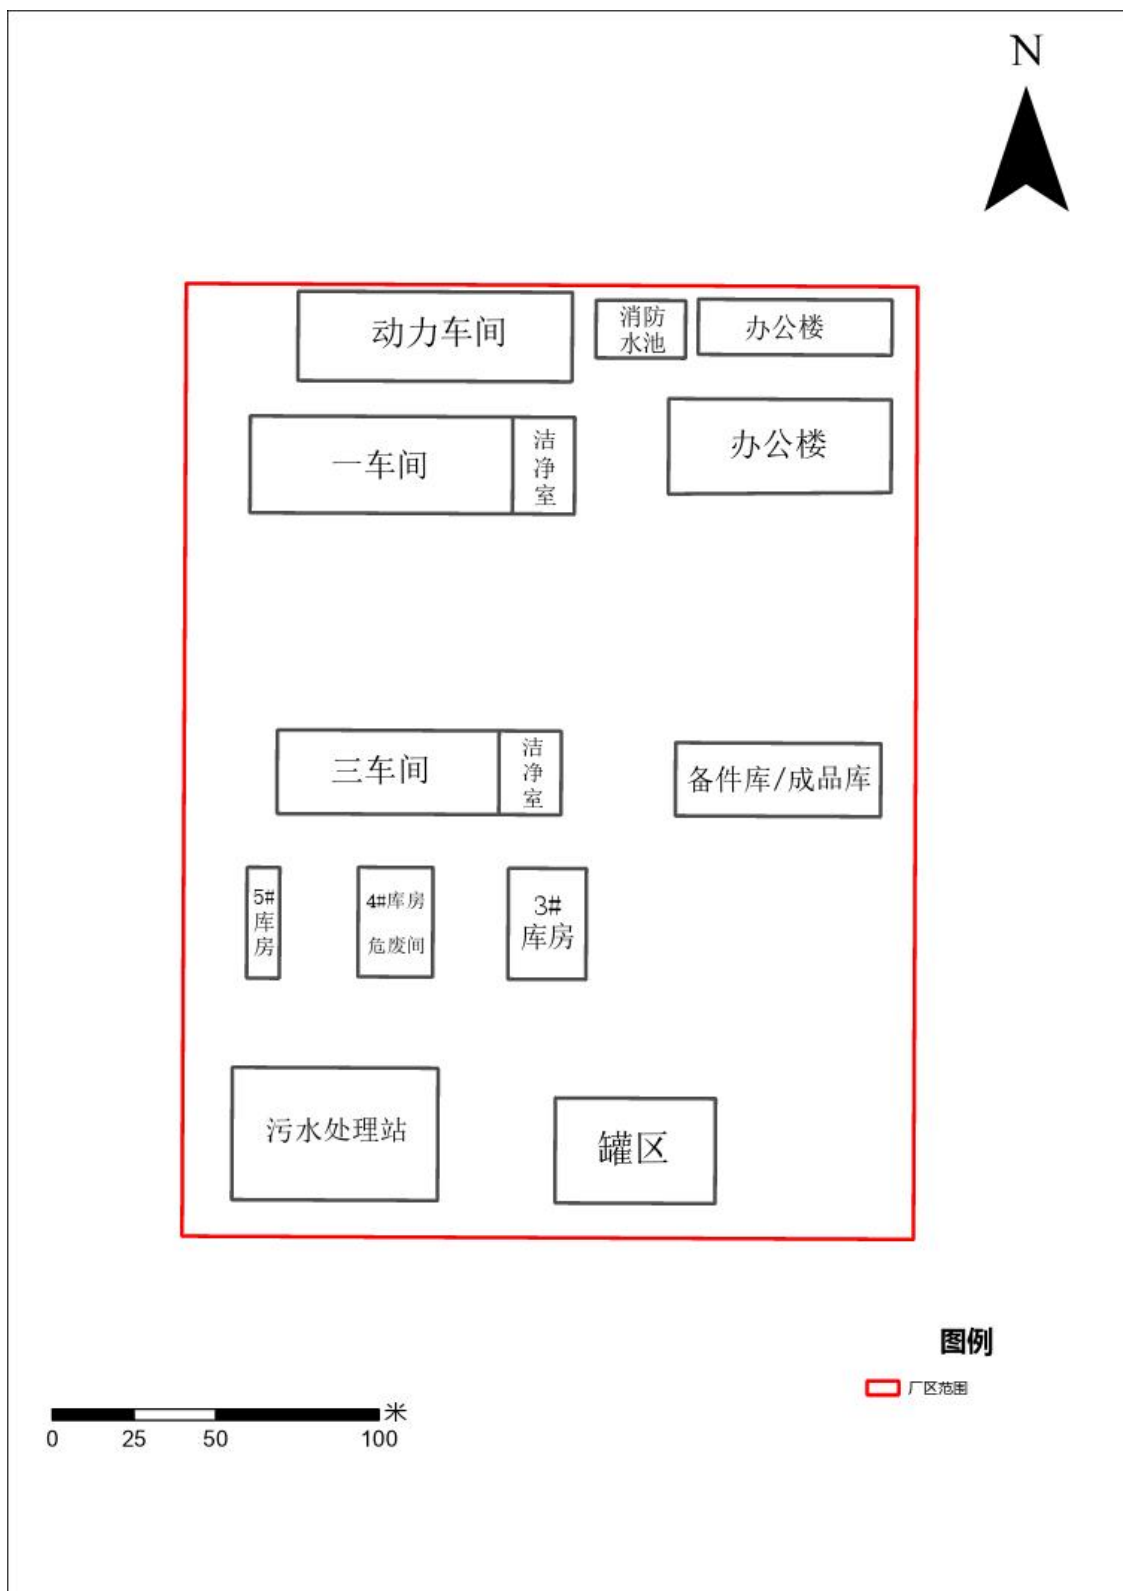 N
动力车间
消防
水池
办公楼
一车间
洁
净
室
办公楼
三车间
洁
净
室
备件库/成品库
5#
库
房
4#库房
危废间
3#
库房
污水处理站
罐区
图例
厂区范围
米
0 25 50 100